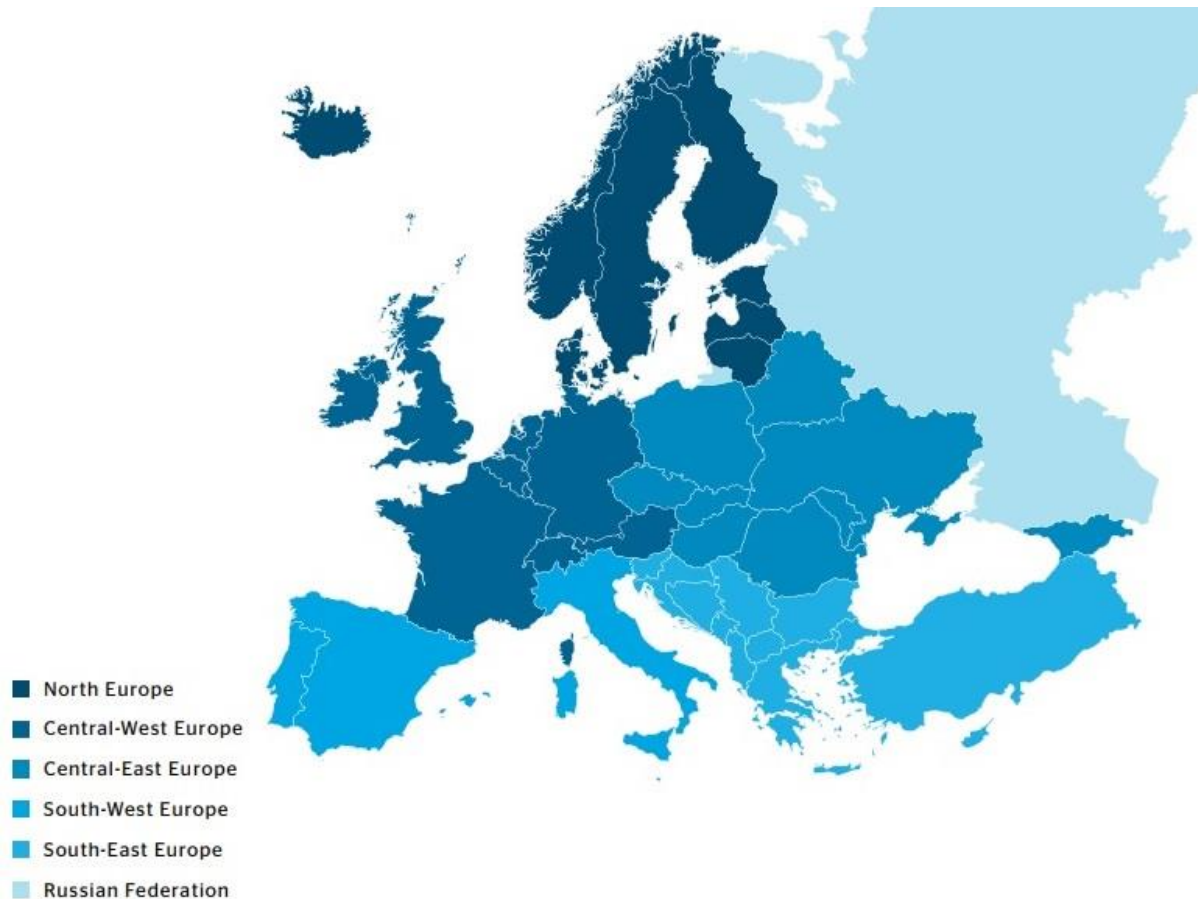 North Europe
Central-West Europe
Central-East Europe
South-West Europe
South-East Europe
Russian Federation